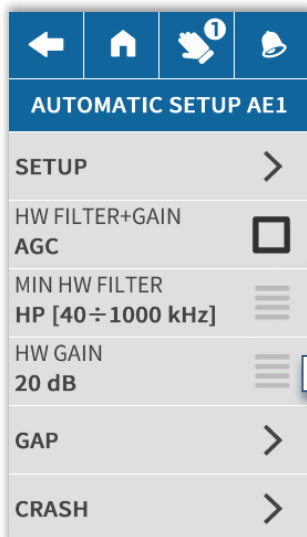 1
AUTOMATIC SETUP AE1
SETUP
HW FILTER+GAIN
AGC
MIN HW FILTER
HP [40÷1000 kHz]
HW GAIN
20 dB
GAP
CRASH